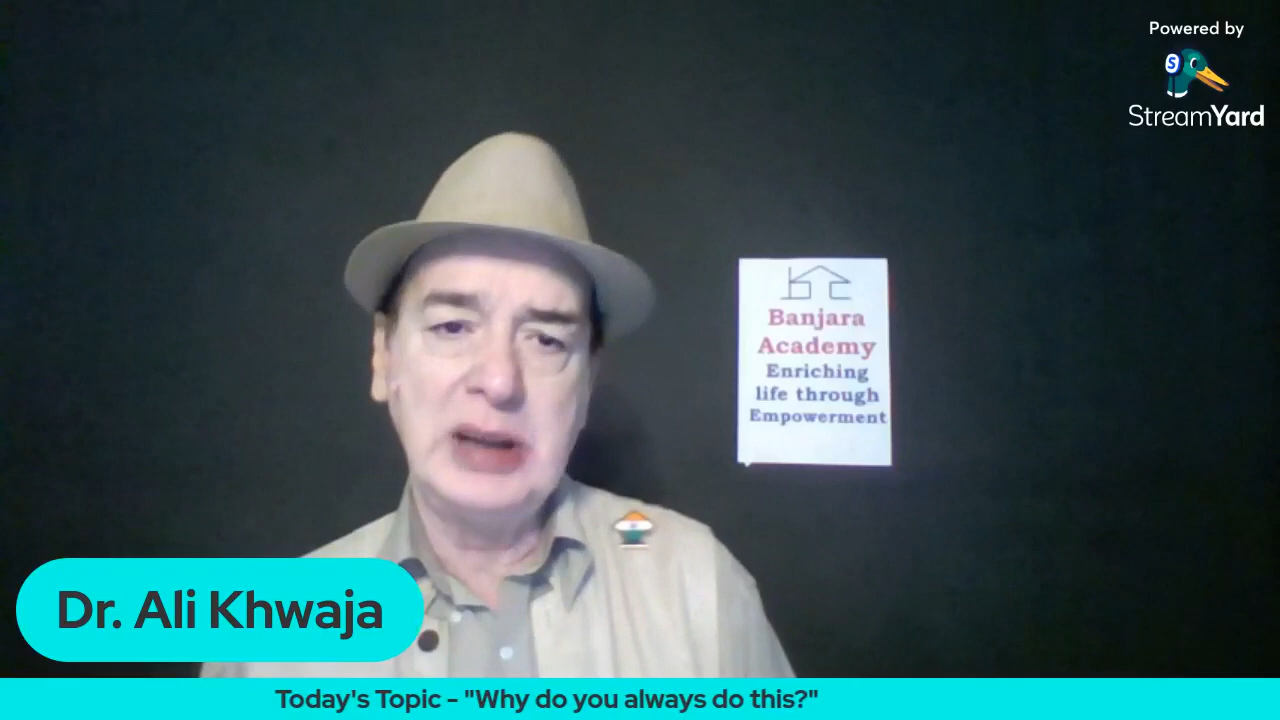 Powered by
S
StreamYard
Banjara
Academy
Enriching
life through
Empowerment
Dr. Ali Khwaja
Today's Topic - "Why do you always do this?"